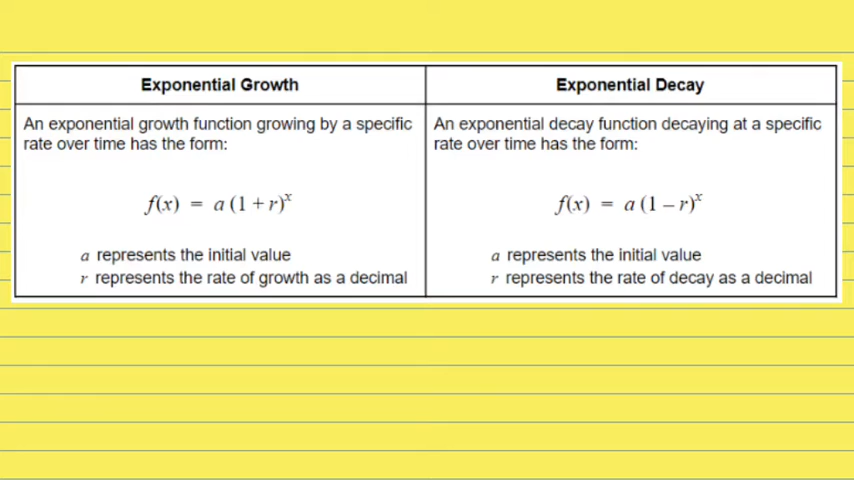 Exponential Growth
An exponential growth function growing by a specific
rate over time has the form:
f(x) = a (1 + r)^x
a represents the initial value
r represents the rate of growth as a decimal
Exponential Decay
An exponential decay function decaying at a specific
rate over time has the form:
f(x) = a (1 – r)^x
a represents the initial value
r represents the rate of decay as a decimal